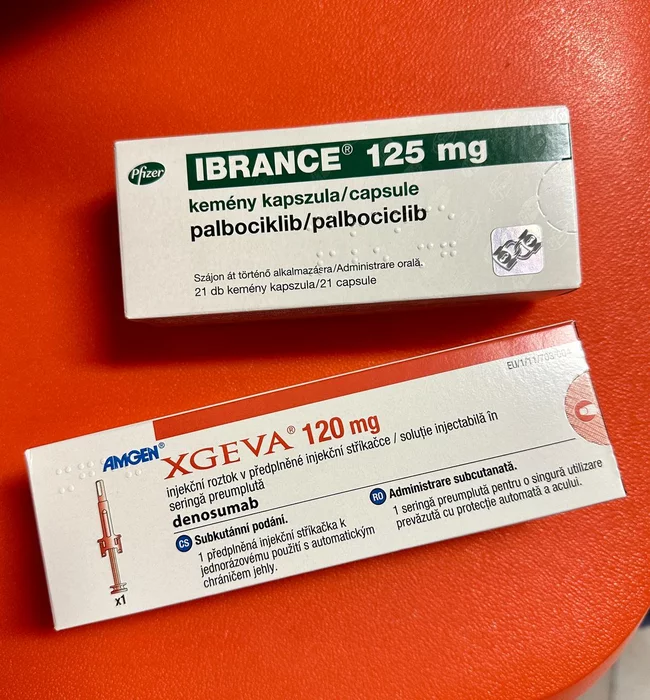 Pfizer
IBRANCE® 125 mg
kemény kapszula/capsule
palbociklib/palbociclib
Szájon át történő alkalmazásra/Administrare orală.
21 db kemény kapszula/21 capsule
AMGEN®
XGEVA® 120 mg
injekční roztok v předplněné injekční stříkačce / soluție injectabilă în
seringă preumplută
denosumab
CS Subkutánní podání.
1 předplněná injekční stříkačka k
jednorázovému použití s automatickým
chráničem jehly.
RO Administrare subcutanată.
1 seringă preumplută pentru o singură utilizare
prevăzută cu protecție automată a acului.
x1